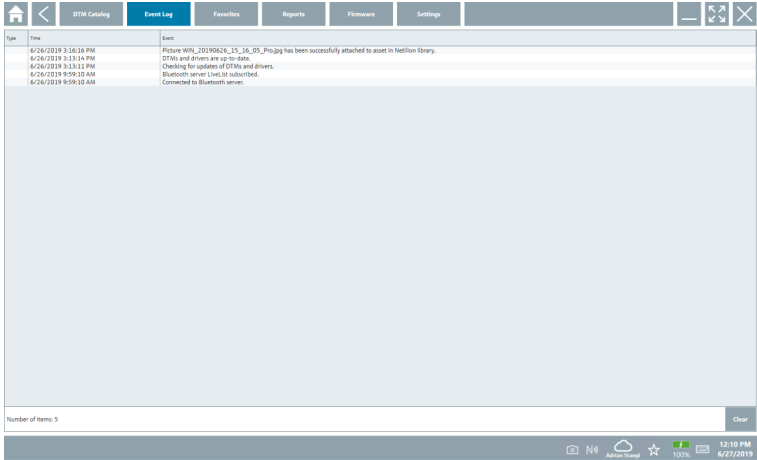 DTM Catalog Event Log Favorites Reports Firmware Settings
Type Time Event
6/26/2019 3:16:16 PM Picture WIN_20190626_15_16_05_Pro.jpg has been successfully attached to asset in Netilion library.
6/26/2019 3:13:14 PM DTMs and drivers are up-to-date.
6/26/2019 3:13:11 PM Checking for updates of DTMs and drivers.
6/26/2019 9:59:10 AM Bluetooth server LiveList subscribed.
6/26/2019 9:59:10 AM Connected to Bluetooth server.
Number of items: 5 Clear
Adrian Stangl 100% 12:10 PM
6/27/2019